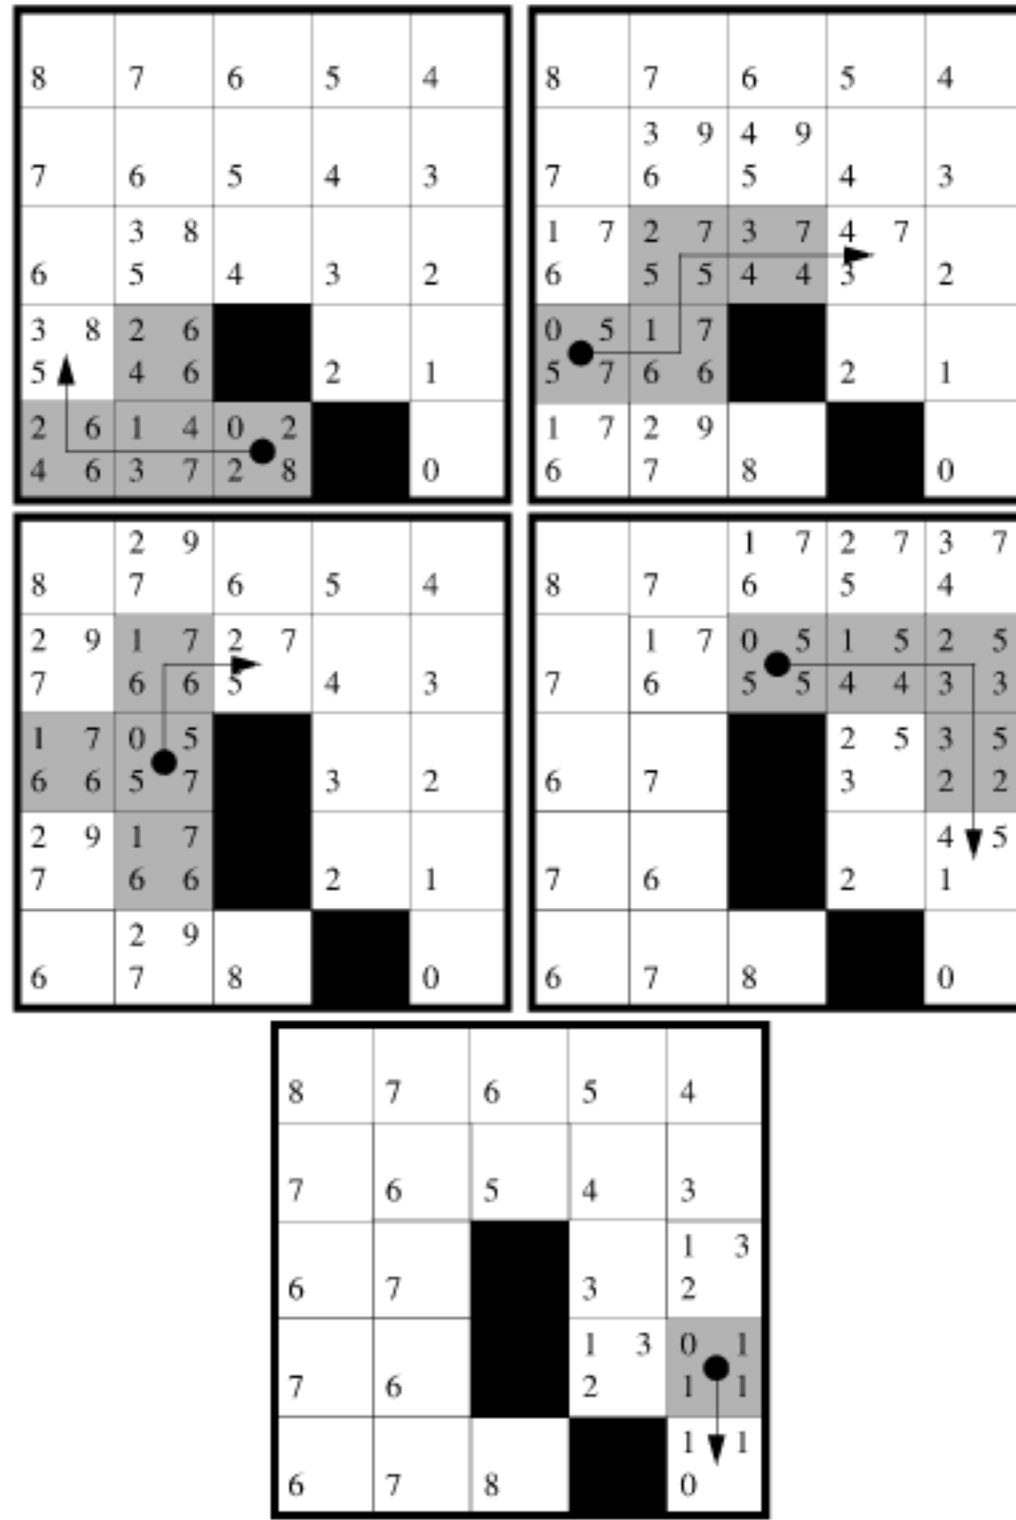 8 7 6 5 4
7 6 5 4 3
3 8
6 5 4 3 2
3 8 2 6
5 4 6 2 1
2 6 1 4 0 2
4 6 3 7 2 8 0
8 7 6 5 4
3 9 4 9
7 6 5 4 3
1 7 2 7 3 7 4 7
6 5 5 4 4 3 2
0 5 1 7
5 7 6 6 2 1
1 7 2 9
6 7 8 0
2 9
8 7 6 5 4
2 9 1 7 2 7
7 6 6 5 4 3
1 7 0 5
6 6 5 7 3 2
2 9 1 7
7 6 6 2 1
2 9
6 7 8 0
1 7 2 7 3 7
8 7 6 5 4
1 7 0 5 1 5 2 5
7 6 5 5 4 4 3 3
2 5 3 5
6 7 3 2 2
4 5
7 6 2 1
6 7 8 0
8 7 6 5 4
7 6 5 4 3
1 3
6 7 3 2
1 3 0 1
7 6 2 1 1
1 1
6 7 8 0